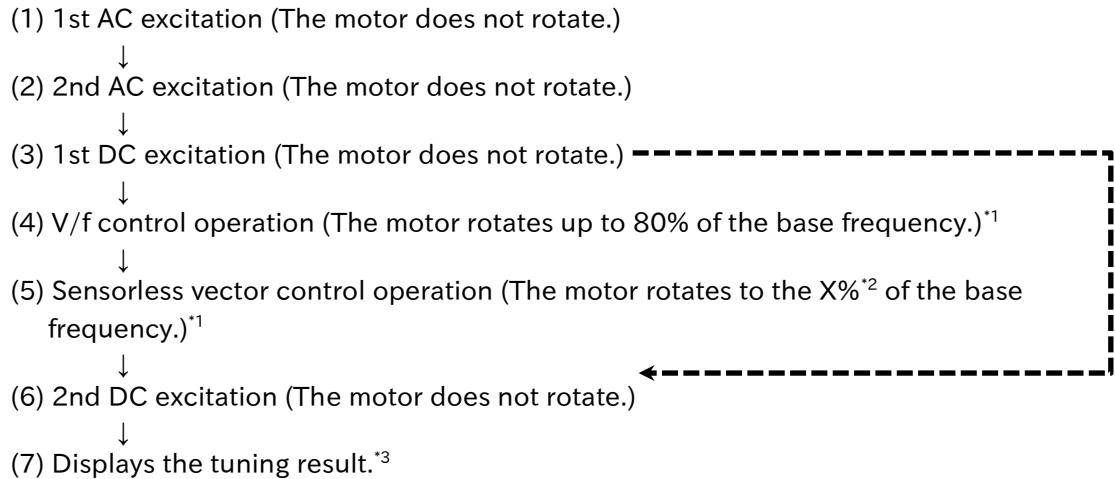 (1) 1st AC excitation (The motor does not rotate.)
↓
(2) 2nd AC excitation (The motor does not rotate.)
↓
(3) 1st DC excitation (The motor does not rotate.)
↓
(4) V/f control operation (The motor rotates up to 80% of the base frequency.)*1
↓
(5) Sensorless vector control operation (The motor rotates to the X%*2 of the base
frequency.)*1
↓
(6) 2nd DC excitation (The motor does not rotate.)
↓
(7) Displays the tuning result.*3